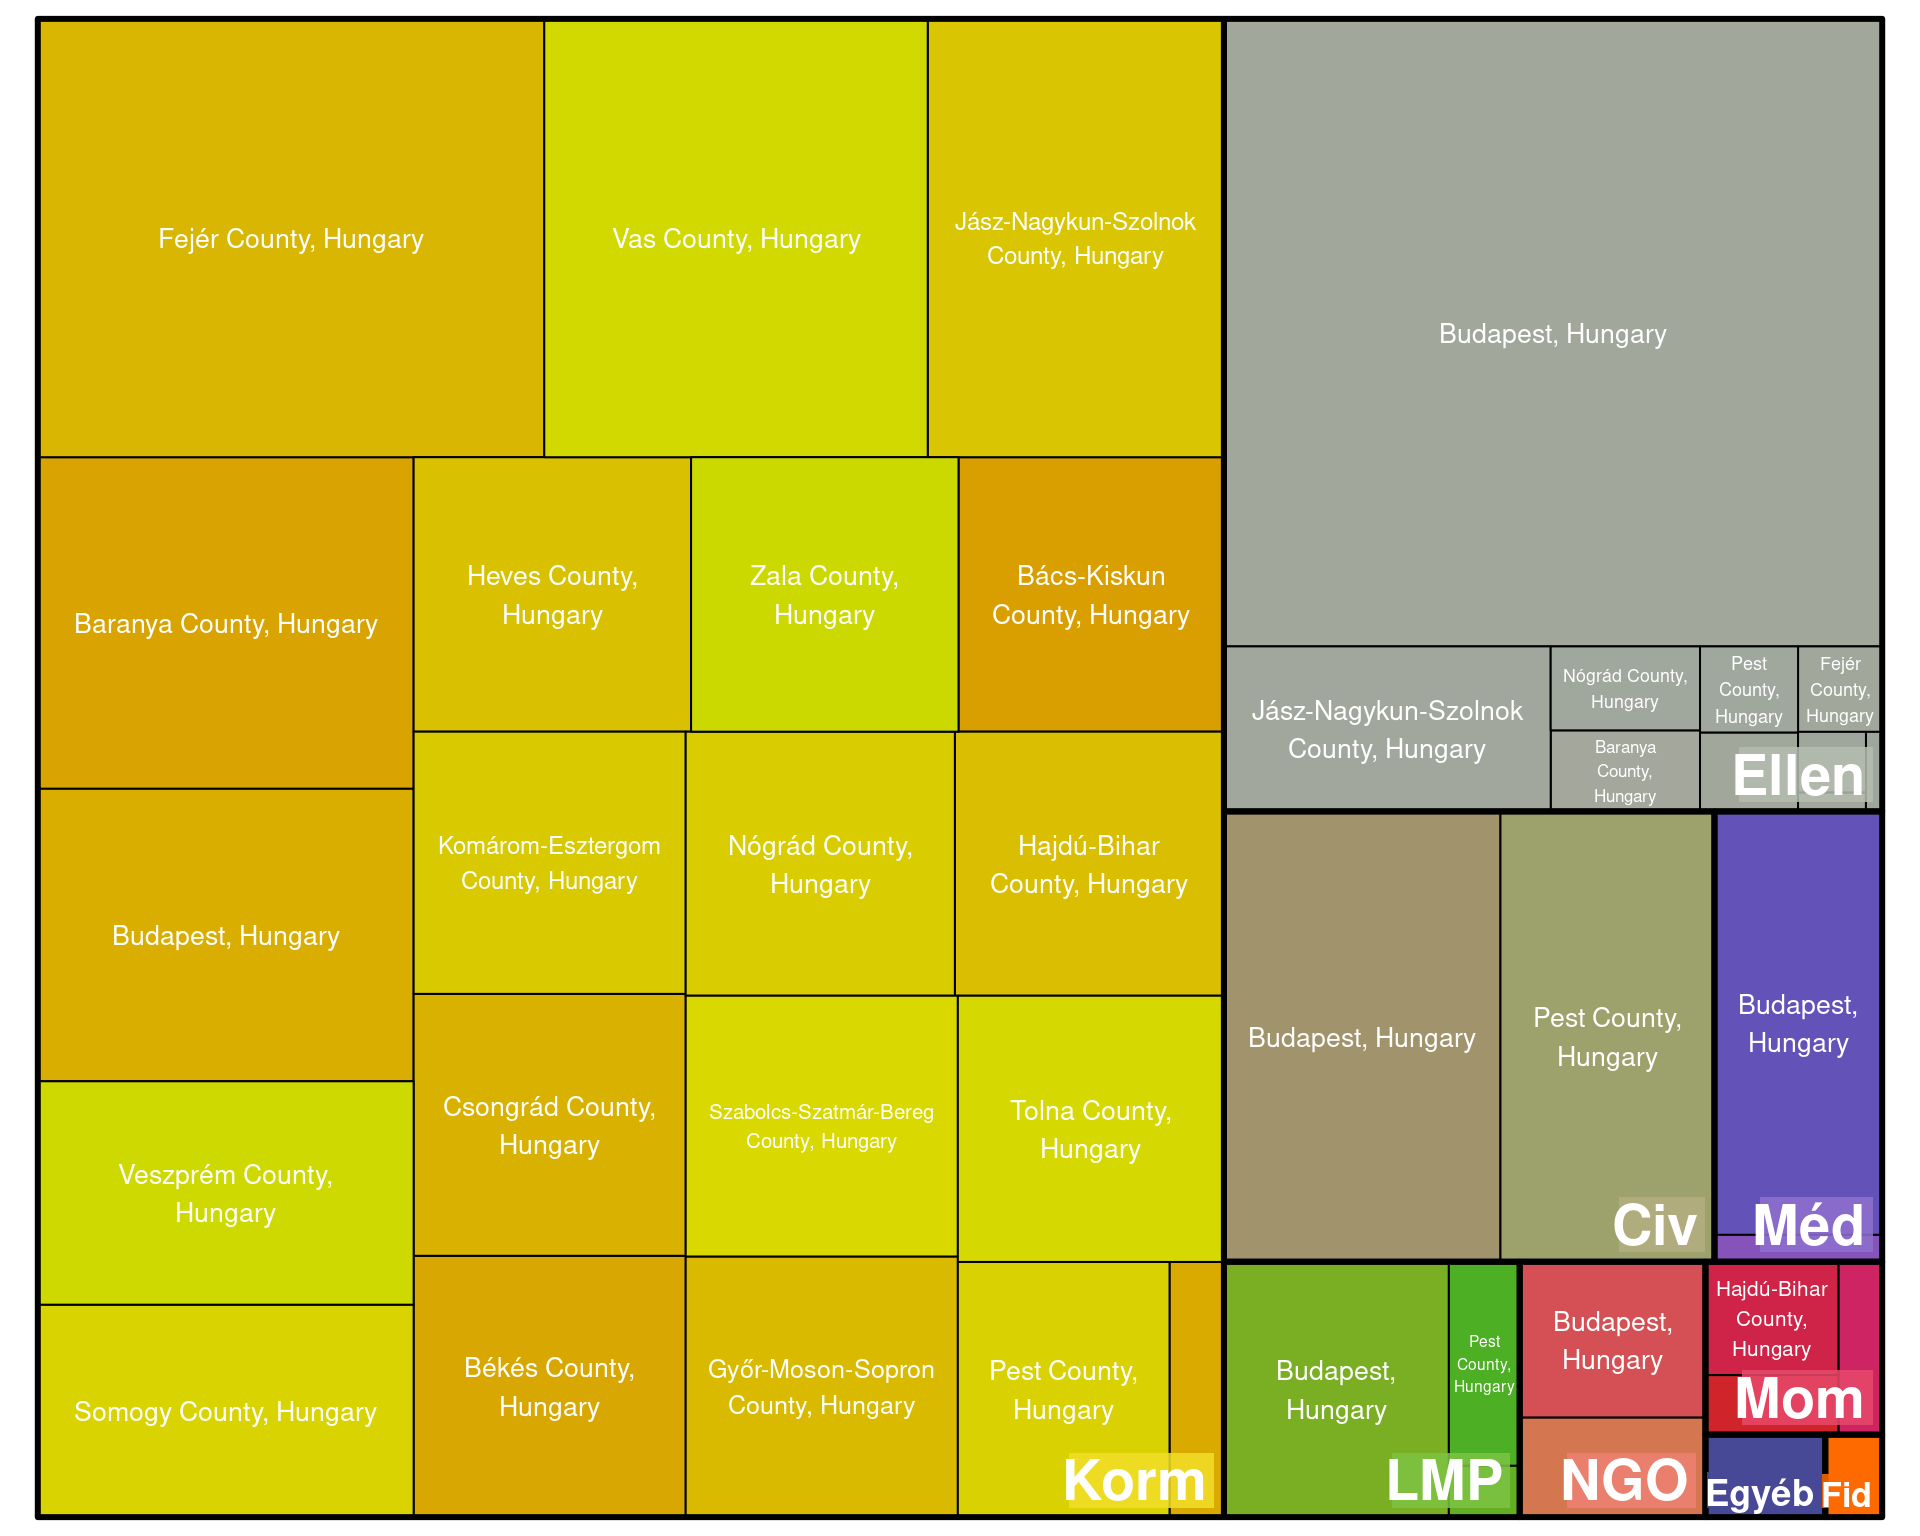 Fejér County, Hungary
Vas County, Hungary
Jász-Nagykun-Szolnok
County, Hungary
Baranya County, Hungary
Heves County,
Hungary
Zala County,
Hungary
Bács-Kiskun
County, Hungary
Budapest, Hungary
Komárom-Esztergom
County, Hungary
Nógrád County,
Hungary
Hajdú-Bihar
County, Hungary
Veszprém County,
Hungary
Csongrád County,
Hungary
Szabolcs-Szatmár-Bereg
County, Hungary
Tolna County,
Hungary
Somogy County, Hungary
Békés County,
Hungary
Győr-Moson-Sopron
County, Hungary
Pest County,
Hungary
Korm
Budapest, Hungary
Jász-Nagykun-Szolnok
County, Hungary
Nógrád County,
Hungary
Baranya
County,
Hungary
Pest
County,
Hungary
Fejér
County,
Hungary
Ellen
Budapest, Hungary
Pest County,
Hungary
Civ
Budapest,
Hungary
Méd
Budapest,
Hungary
Pest
County,
Hungary
LMP
Budapest,
Hungary
NGO
Hajdú-Bihar
County,
Hungary
Mom
Egyéb
Fid